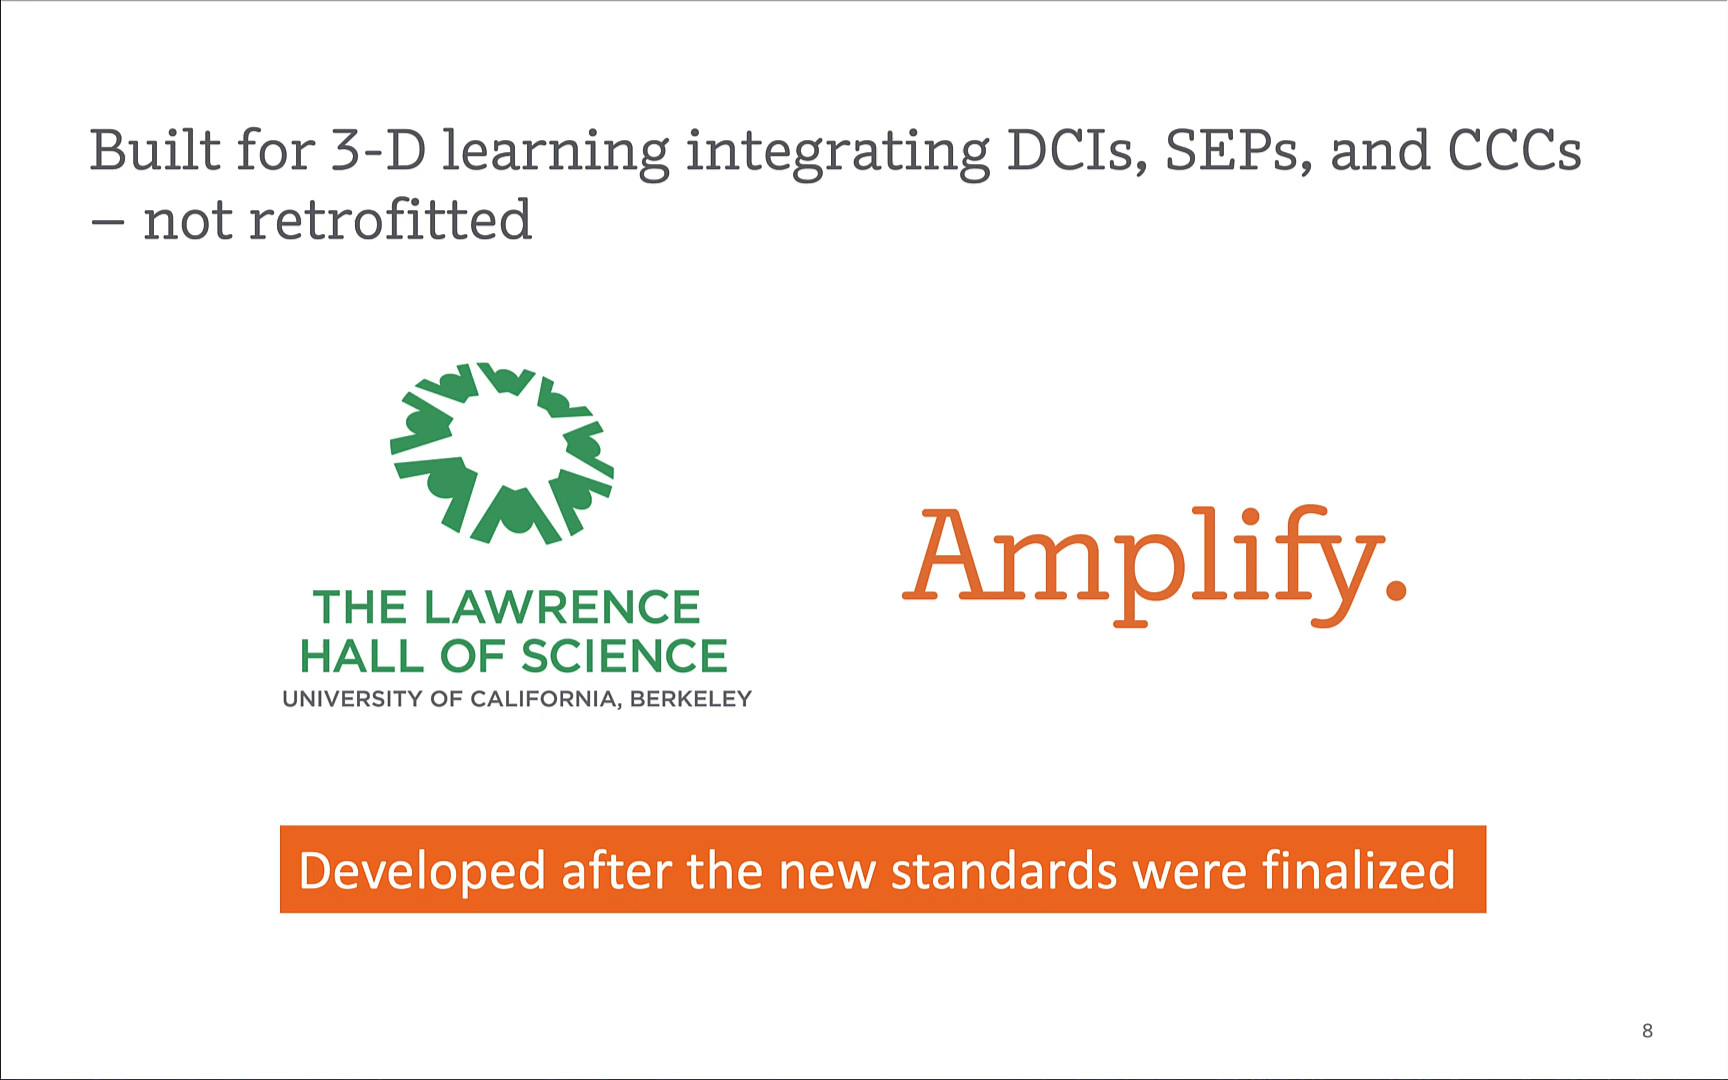 Built for 3-D learning integrating DCIs, SEPs, and CCCs
– not retrofitted
THE LAWRENCE
HALL OF SCIENCE
UNIVERSITY OF CALIFORNIA, BERKELEY
Amplify.
Developed after the new standards were finalized
8